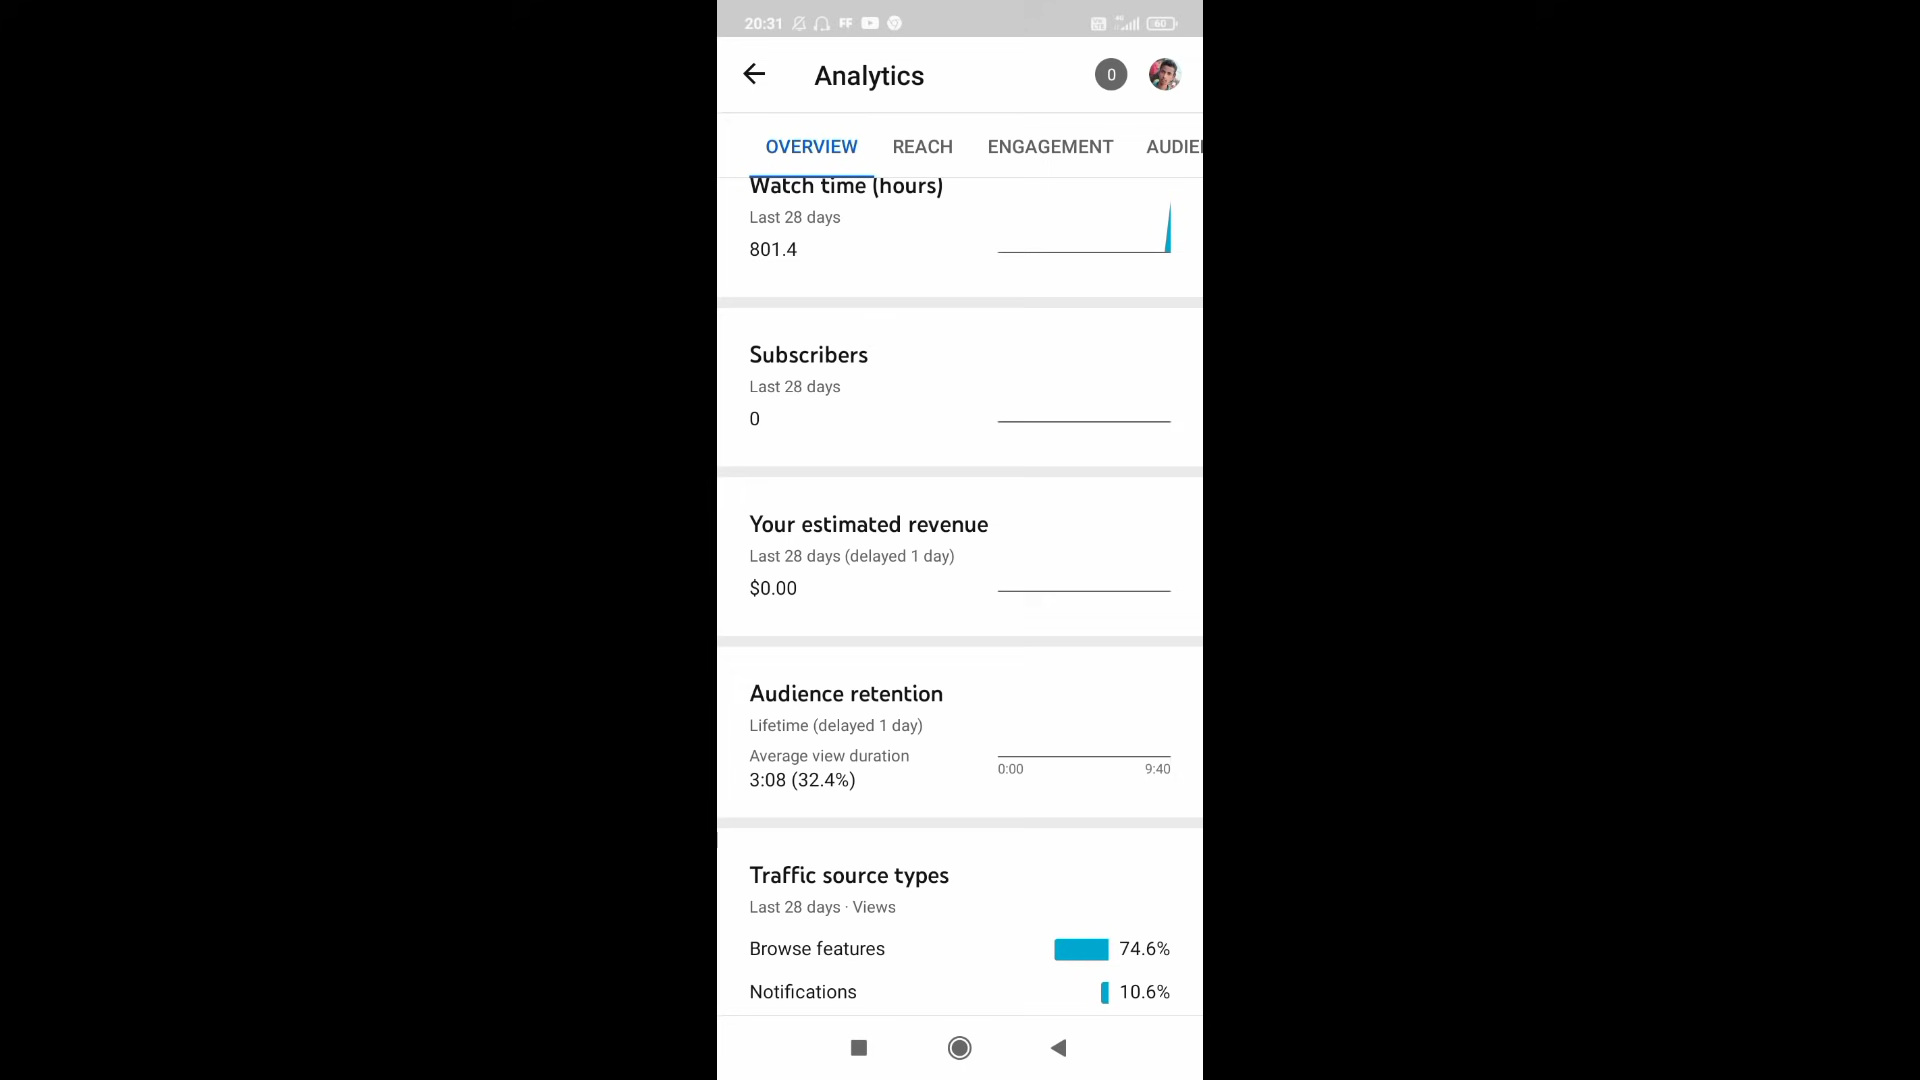 20:31 FF 60
Analytics 0
OVERVIEW REACH ENGAGEMENT AUDIE
Watch time (hours)
Last 28 days
801.4
Subscribers
Last 28 days
0
Your estimated revenue
Last 28 days (delayed 1 day)
$0.00
Audience retention
Lifetime (delayed 1 day)
Average view duration
3:08 (32.4%)
0:00 9:40
Traffic source types
Last 28 days · Views
Browse features 74.6%
Notifications 10.6%